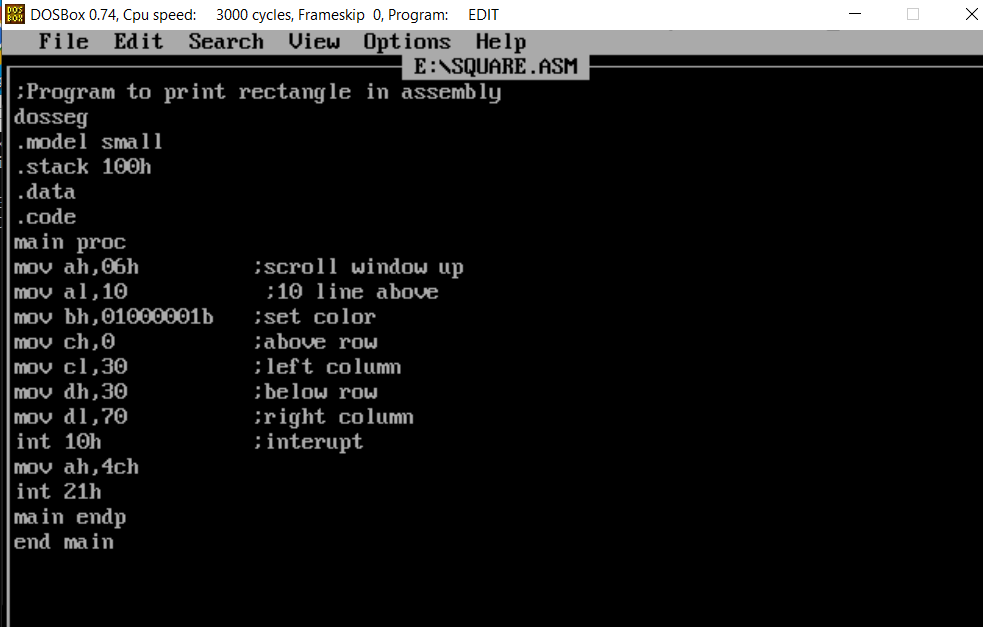 DOSBox 0.74, Cpu speed: 3000 cycles, Frameskip 0, Program: EDIT
File Edit Search View Options Help
E:\SQUARE.ASM
;Program to print rectangle in assembly
dosseg
.model small
.stack 100h
.data
.code
main proc
mov ah,06h ;scroll window up
mov al,10 ;10 line above
mov bh,01000001b ;set color
mov ch,0 ;above row
mov cl,30 ;left column
mov dh,30 ;below row
mov dl,70 ;right column
int 10h ;interupt
mov ah,4ch
int 21h
main endp
end main